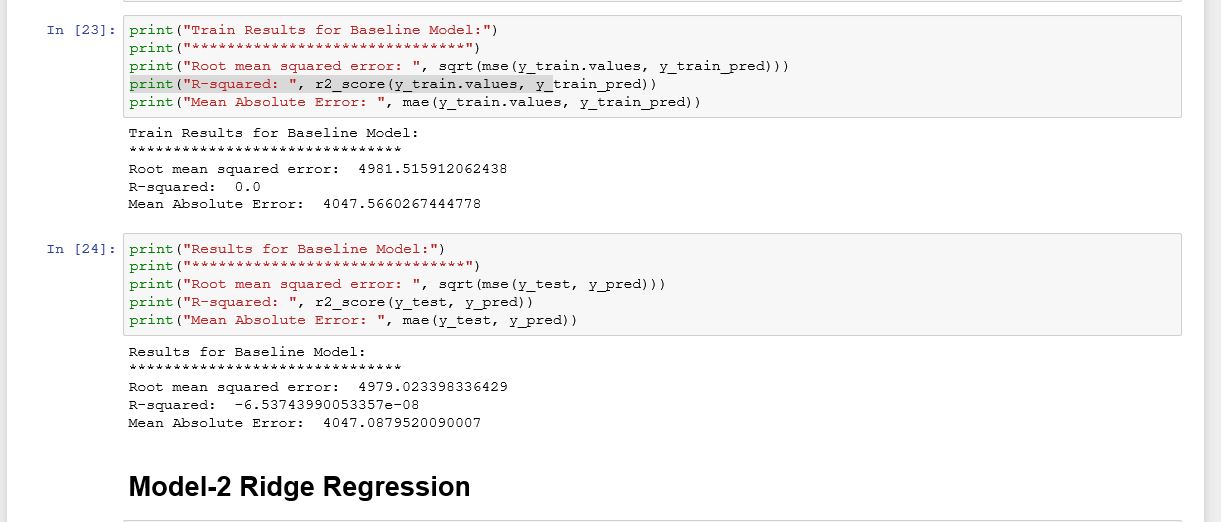 In [23]: print("Train Results for Baseline Model:")
print("*******************************")
print("Root mean squared error: ", sqrt(mse(y_train.values, y_train_pred)))
print("R-squared: ", r2_score(y_train.values, y_train_pred))
print("Mean Absolute Error: ", mae(y_train.values, y_train_pred))
Train Results for Baseline Model:
*******************************
Root mean squared error:  4981.515912062438
R-squared:  0.0
Mean Absolute Error:  4047.5660267444778
In [24]: print("Results for Baseline Model:")
print("*******************************")
print("Root mean squared error: ", sqrt(mse(y_test, y_pred)))
print("R-squared: ", r2_score(y_test, y_pred))
print("Mean Absolute Error: ", mae(y_test, y_pred))
Results for Baseline Model:
*******************************
Root mean squared error:  4979.023398336429
R-squared:  -6.53743990053357e-08
Mean Absolute Error:  4047.0879520090007
Model-2 Ridge Regression